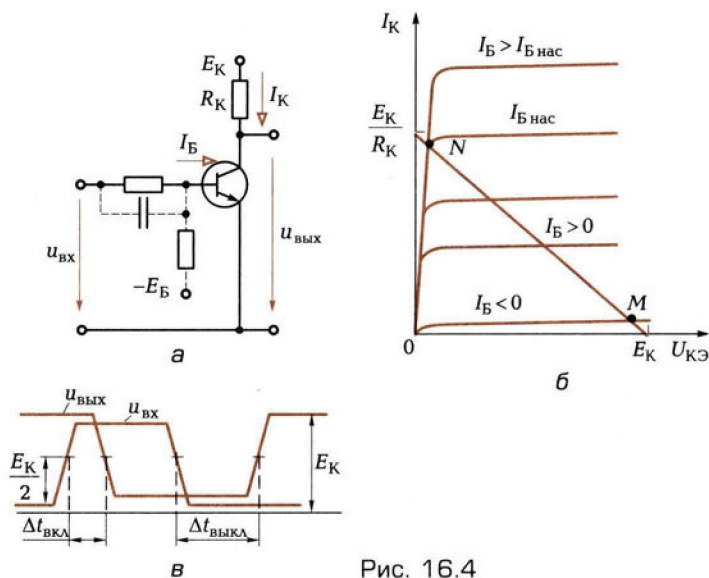 E_К
R_К
I_К
I_Б
u_вх
u_вых
−E_Б
а
I_К
I_Б > I_Б нас
E_К
R_К
I_Б нас
N
I_Б > 0
I_Б < 0
M
0
E_К
U_КЭ
б
u_вых
u_вх
E_К
2
E_К
Δt_вкл
Δt_выкл
в
Рис. 16.4